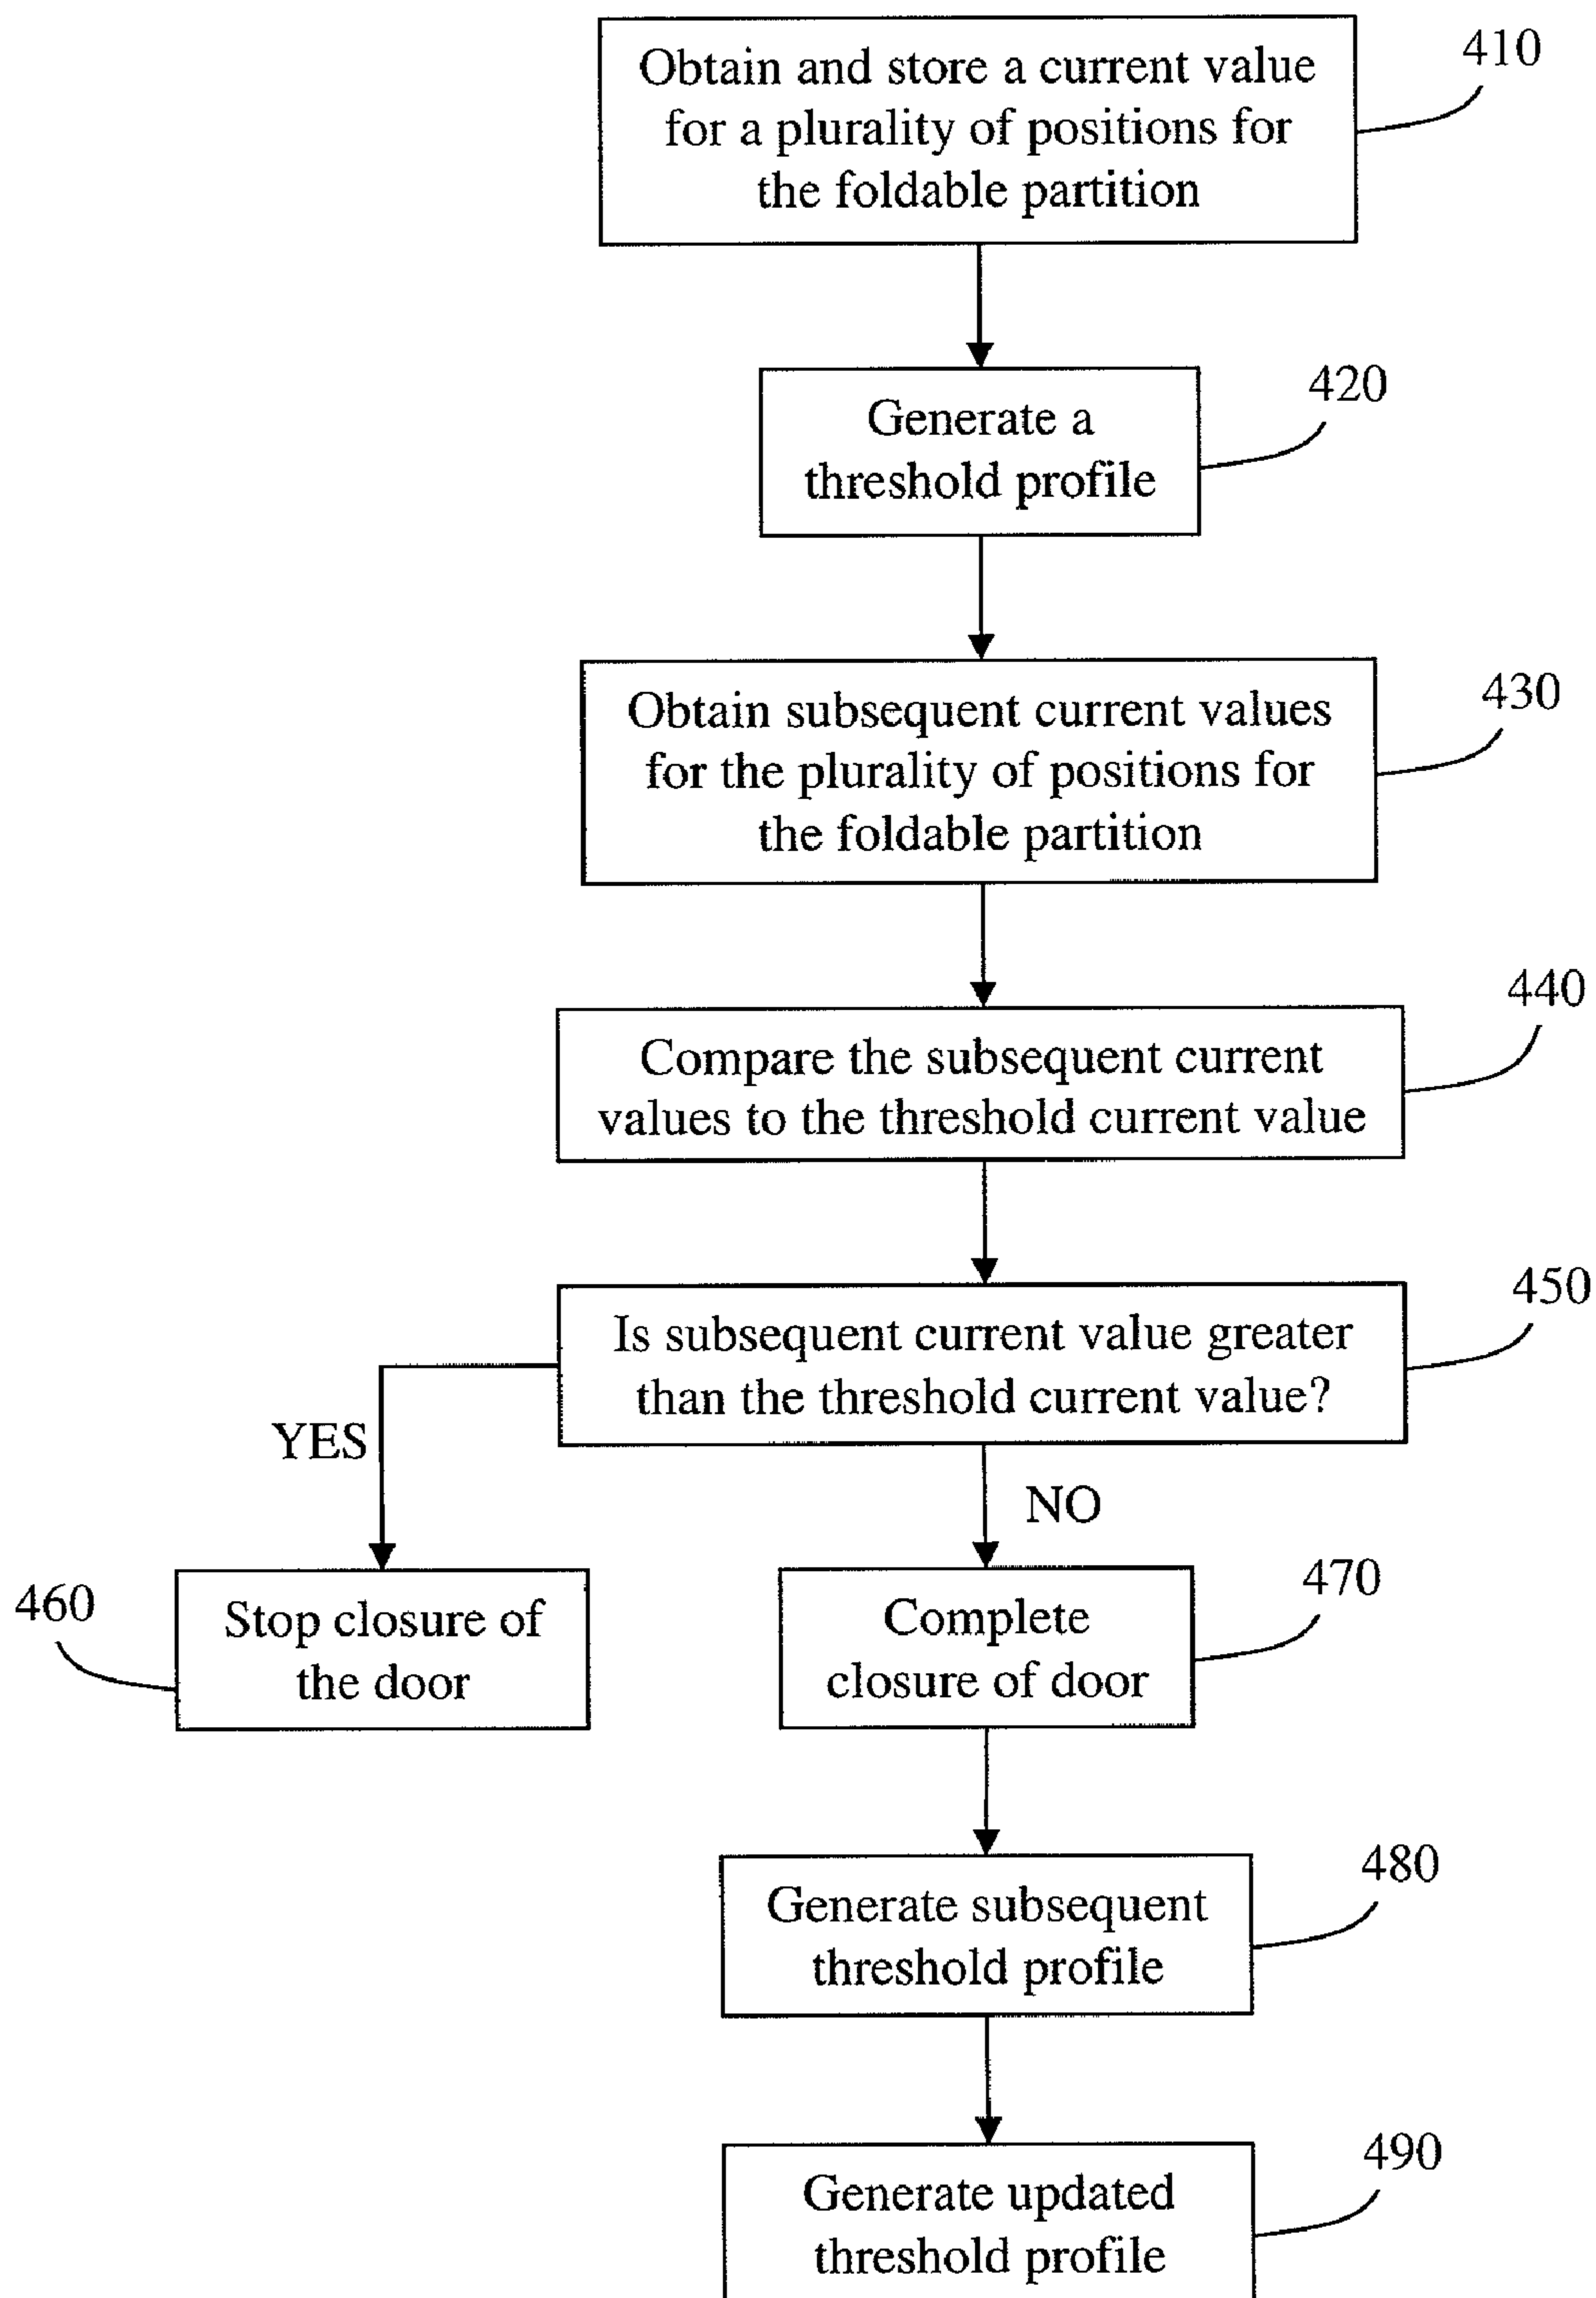 Obtain and store a current value
for a plurality of positions for
the foldable partition
410
Generate a
threshold profile
420
Obtain subsequent current values
for the plurality of positions for
the foldable partition
430
Compare the subsequent current
values to the threshold current value
440
Is subsequent current value greater
than the threshold current value?
450
YES
NO
Stop closure of
the door
460
Complete
closure of door
470
Generate subsequent
threshold profile
480
Generate updated
threshold profile
490